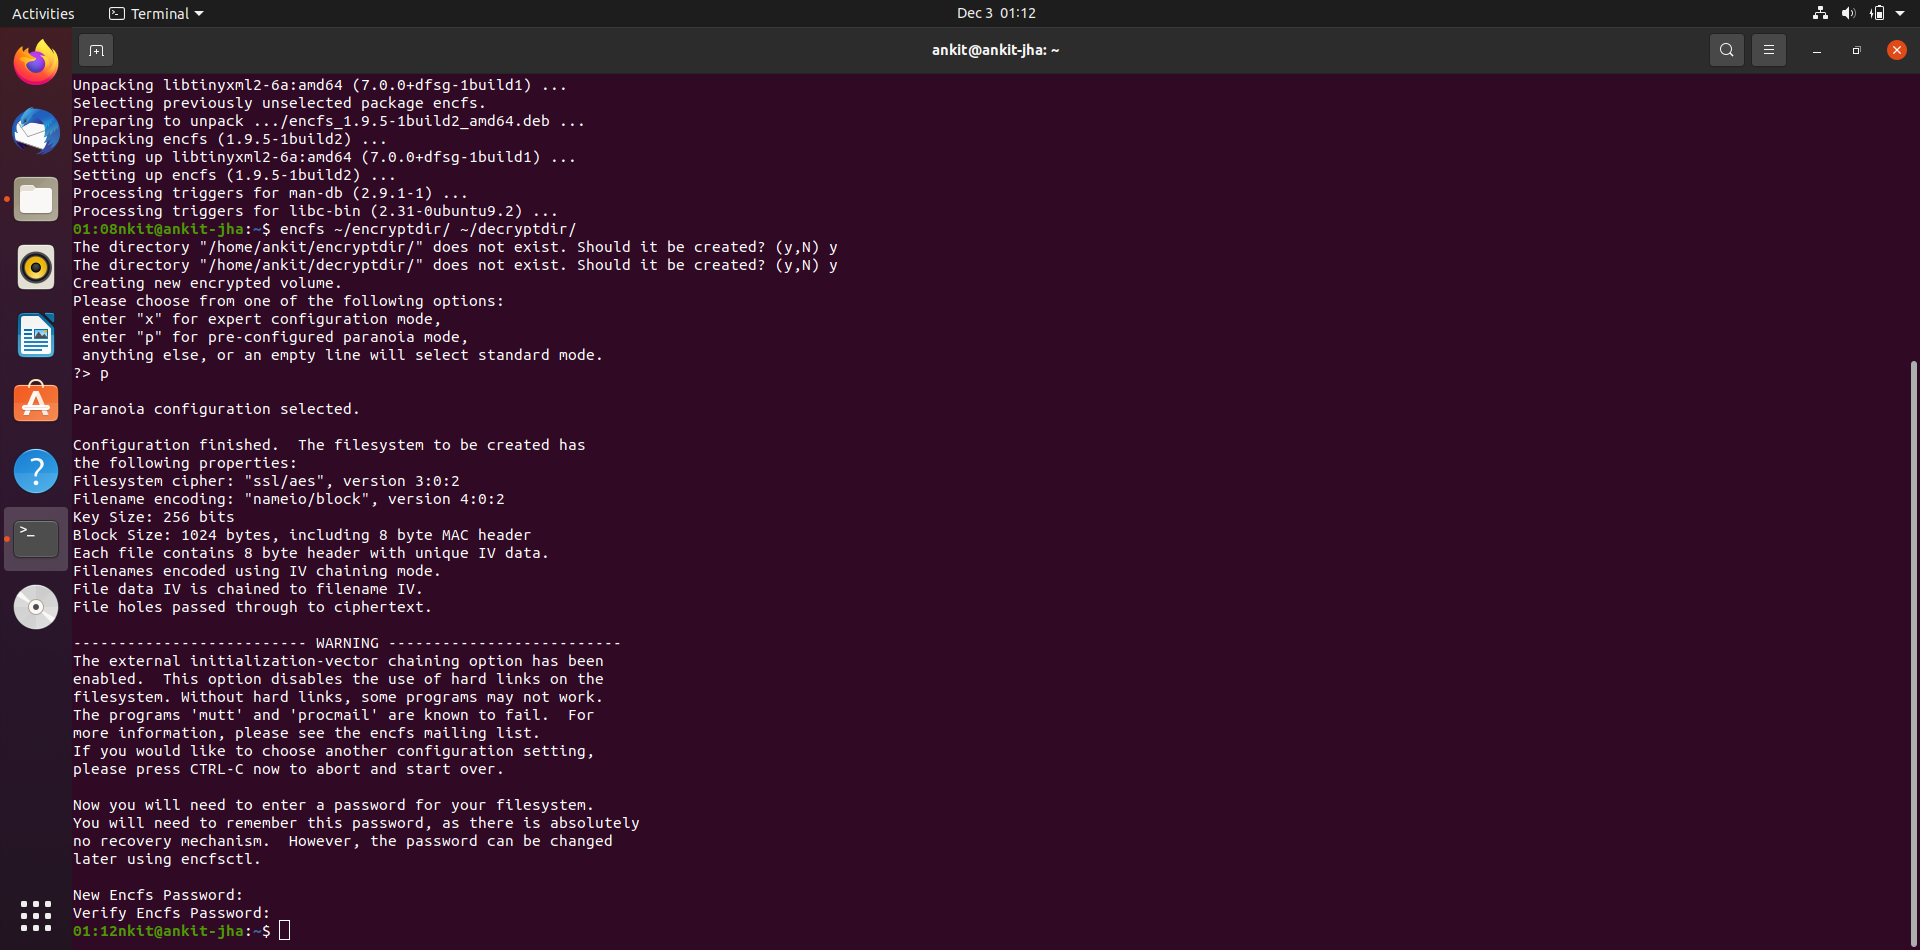 Activities Terminal Dec 3 01:12
ankit@ankit-jha: ~
Unpacking libtinyxml2-6a:amd64 (7.0.0+dfsg-1build1) ...
Selecting previously unselected package encfs.
Preparing to unpack .../encfs_1.9.5-1build2_amd64.deb ...
Unpacking encfs (1.9.5-1build2) ...
Setting up libtinyxml2-6a:amd64 (7.0.0+dfsg-1build1) ...
Setting up encfs (1.9.5-1build2) ...
Processing triggers for man-db (2.9.1-1) ...
Processing triggers for libc-bin (2.31-0ubuntu9.2) ...
01:08nkit@ankit-jha:~$ encfs ~/encryptdir/ ~/decryptdir/
The directory "/home/ankit/encryptdir/" does not exist. Should it be created? (y,N) y
The directory "/home/ankit/decryptdir/" does not exist. Should it be created? (y,N) y
Creating new encrypted volume.
Please choose from one of the following options:
 enter "x" for expert configuration mode,
 enter "p" for pre-configured paranoia mode,
 anything else, or an empty line will select standard mode.
?> p
Paranoia configuration selected.
Configuration finished.  The filesystem to be created has
the following properties:
Filesystem cipher: "ssl/aes", version 3:0:2
Filename encoding: "nameio/block", version 4:0:2
Key Size: 256 bits
Block Size: 1024 bytes, including 8 byte MAC header
Each file contains 8 byte header with unique IV data.
Filenames encoded using IV chaining mode.
File data IV is chained to filename IV.
File holes passed through to ciphertext.
-------------------------- WARNING --------------------------
The external initialization-vector chaining option has been
enabled.  This option disables the use of hard links on the
filesystem. Without hard links, some programs may not work.
The programs 'mutt' and 'procmail' are known to fail.  For
more information, please see the encfs mailing list.
If you would like to choose another configuration setting,
please press CTRL-C now to abort and start over.
Now you will need to enter a password for your filesystem.
You will need to remember this password, as there is absolutely
no recovery mechanism.  However, the password can be changed
later using encfsctl.
New Encfs Password:
Verify Encfs Password:
01:12nkit@ankit-jha:~$